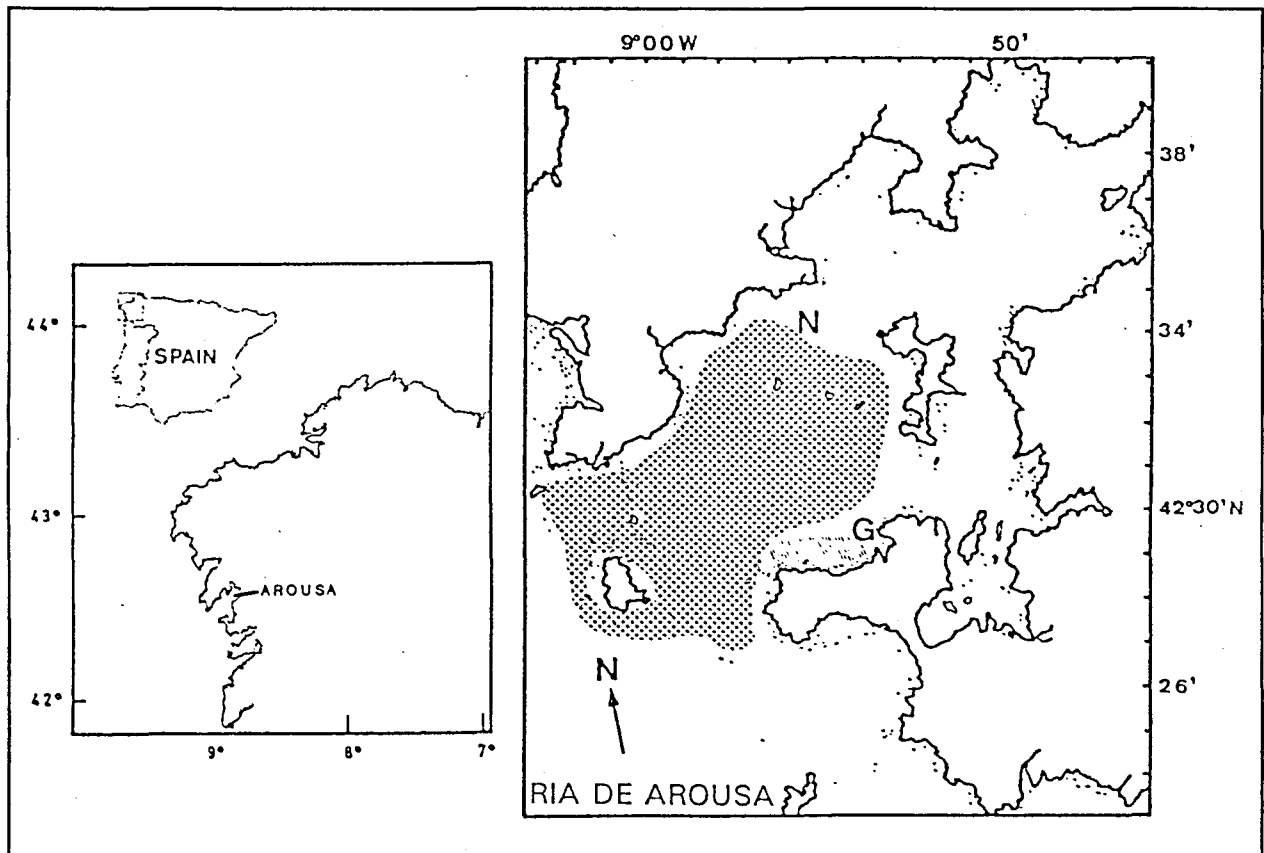 9°00W 50'
38'
N
34'
44°
SPAIN
42°30'N
G
43°
AROUSA
26'
N
42°
9° 8° 7°
RIA DE AROUSA